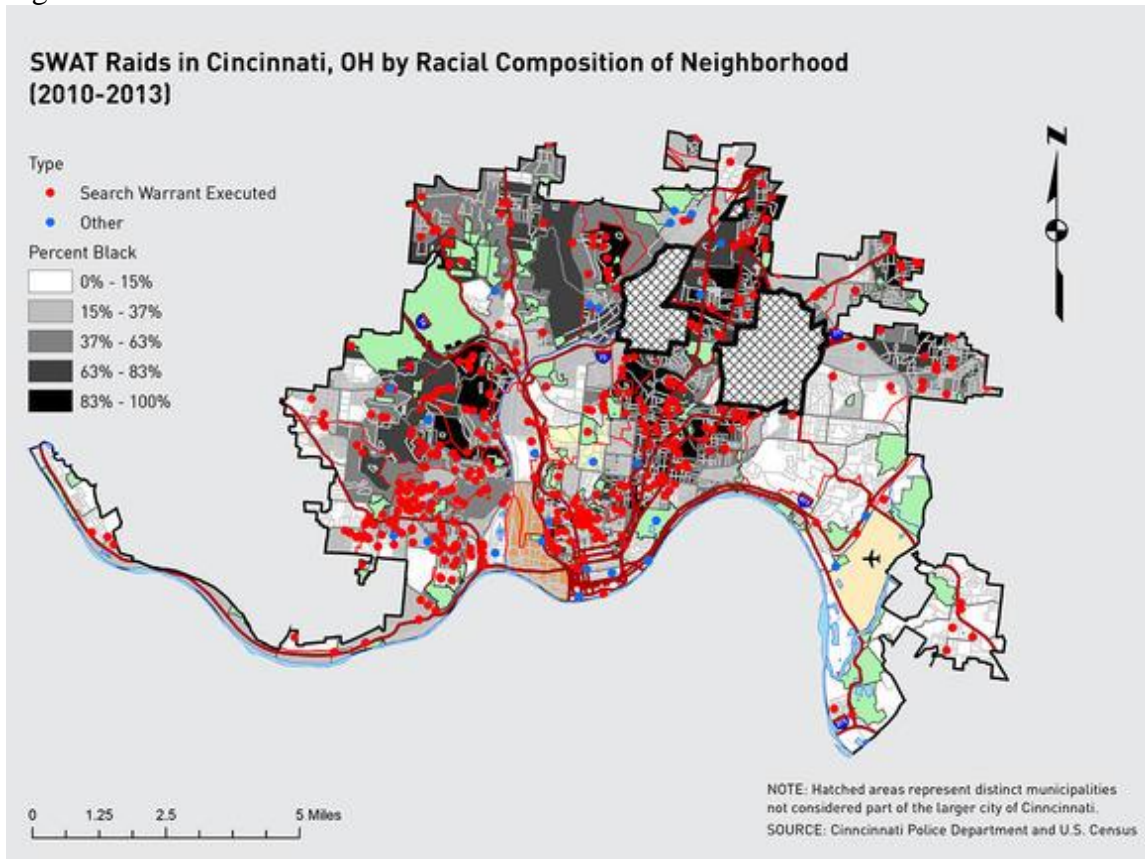 SWAT Raids in Cincinnati, OH by Racial Composition of Neighborhood
(2010-2013)
N
Type
Search Warrant Executed
Other
Percent Black
0% - 15%
15% - 37%
37% - 63%
63% - 83%
83% - 100%
0 1.25 2.5 5 Miles
NOTE: Hatched areas represent distinct municipalities
not considered part of the larger city of Cinncinati.
SOURCE: Cinncinnati Police Department and U.S. Census